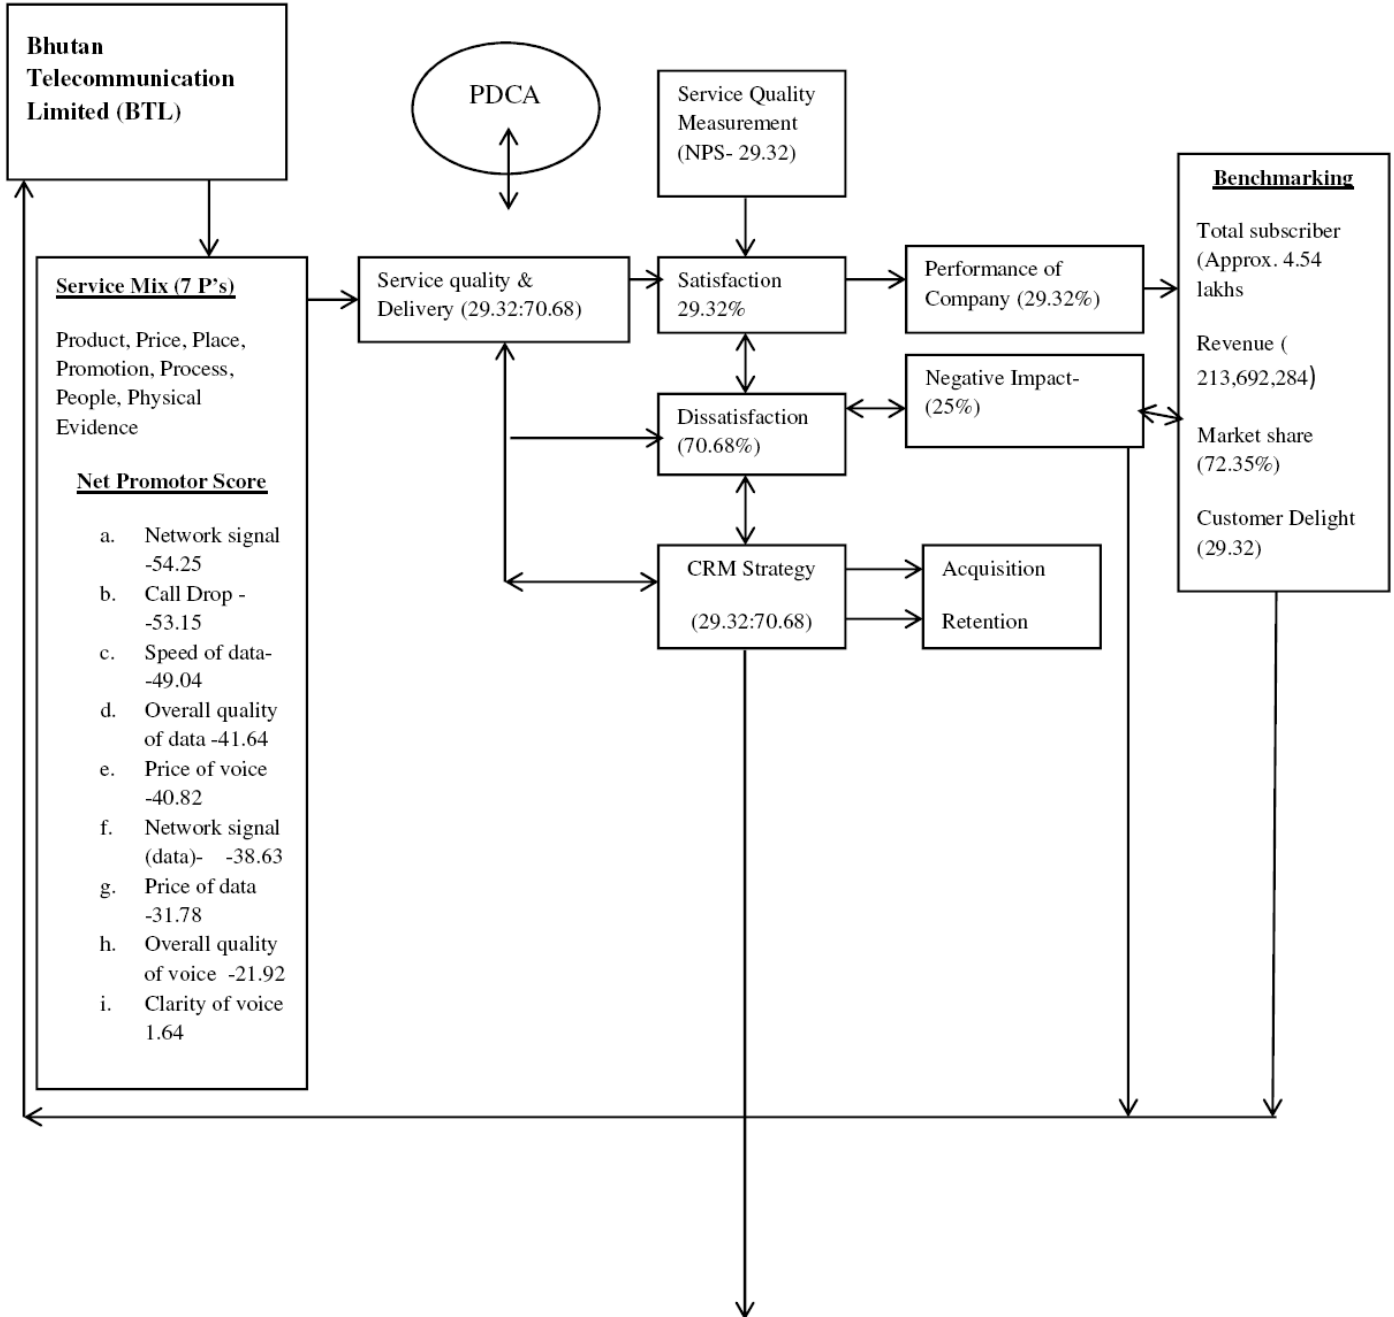 Bhutan
Telecommunication
Limited (BTL)
PDCA
Service Quality
Measurement
(NPS- 29.32)
Benchmarking
Total subscriber
(Approx. 4.54
lakhs
Revenue (
213,692,284)
Market share
(72.35%)
Customer Delight
(29.32)
Service Mix (7 P's)
Product, Price, Place,
Promotion, Process,
People, Physical
Evidence
Net Promotor Score
a. Network signal
-54.25
b. Call Drop -
-53.15
c. Speed of data-
-49.04
d. Overall quality
of data -41.64
e. Price of voice
-40.82
f. Network signal
(data)- -38.63
g. Price of data
-31.78
h. Overall quality
of voice -21.92
i. Clarity of voice
1.64
Service quality &
Delivery (29.32:70.68)
Satisfaction
29.32%
Performance of
Company (29.32%)
Dissatisfaction
(70.68%)
Negative Impact-
(25%)
CRM Strategy
(29.32:70.68)
Acquisition
Retention